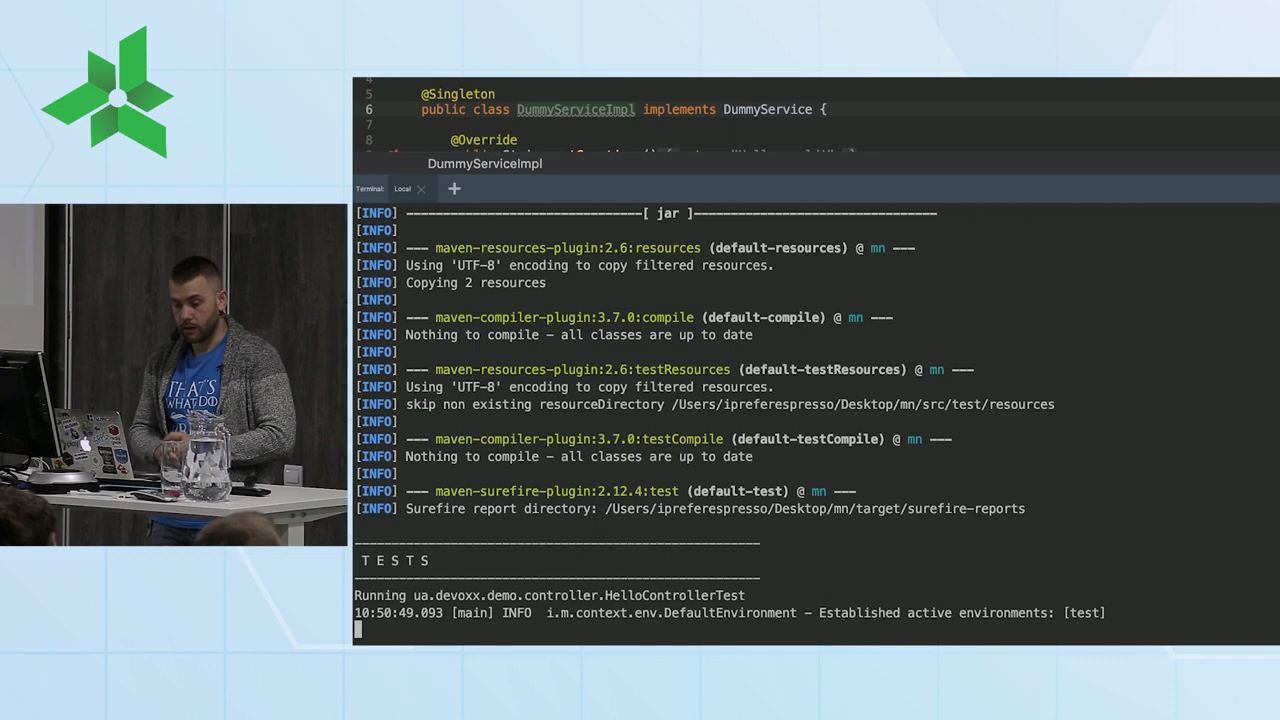 4
5 @Singleton
6 public class DummyServiceImpl implements DummyService {
7
8 @Override
DummyServiceImpl
Terminal: Local × +
[INFO] --------------------------------[ jar ]---------------------------------
[INFO]
[INFO] --- maven-resources-plugin:2.6:resources (default-resources) @ mn ---
[INFO] Using 'UTF-8' encoding to copy filtered resources.
[INFO] Copying 2 resources
[INFO]
[INFO] --- maven-compiler-plugin:3.7.0:compile (default-compile) @ mn ---
[INFO] Nothing to compile - all classes are up to date
[INFO]
[INFO] --- maven-resources-plugin:2.6:testResources (default-testResources) @ mn ---
[INFO] Using 'UTF-8' encoding to copy filtered resources.
[INFO] skip non existing resourceDirectory /Users/ipreferespresso/Desktop/mn/src/test/resources
[INFO]
[INFO] --- maven-compiler-plugin:3.7.0:testCompile (default-testCompile) @ mn ---
[INFO] Nothing to compile - all classes are up to date
[INFO]
[INFO] --- maven-surefire-plugin:2.12.4:test (default-test) @ mn ---
[INFO] Surefire report directory: /Users/ipreferespresso/Desktop/mn/target/surefire-reports
-------------------------------------------------------
T E S T S
-------------------------------------------------------
Running ua.devoxx.demo.controller.HelloControllerTest
10:50:49.093 [main] INFO i.m.context.env.DefaultEnvironment - Established active environments: [test]
THAT'S
WHAT DO